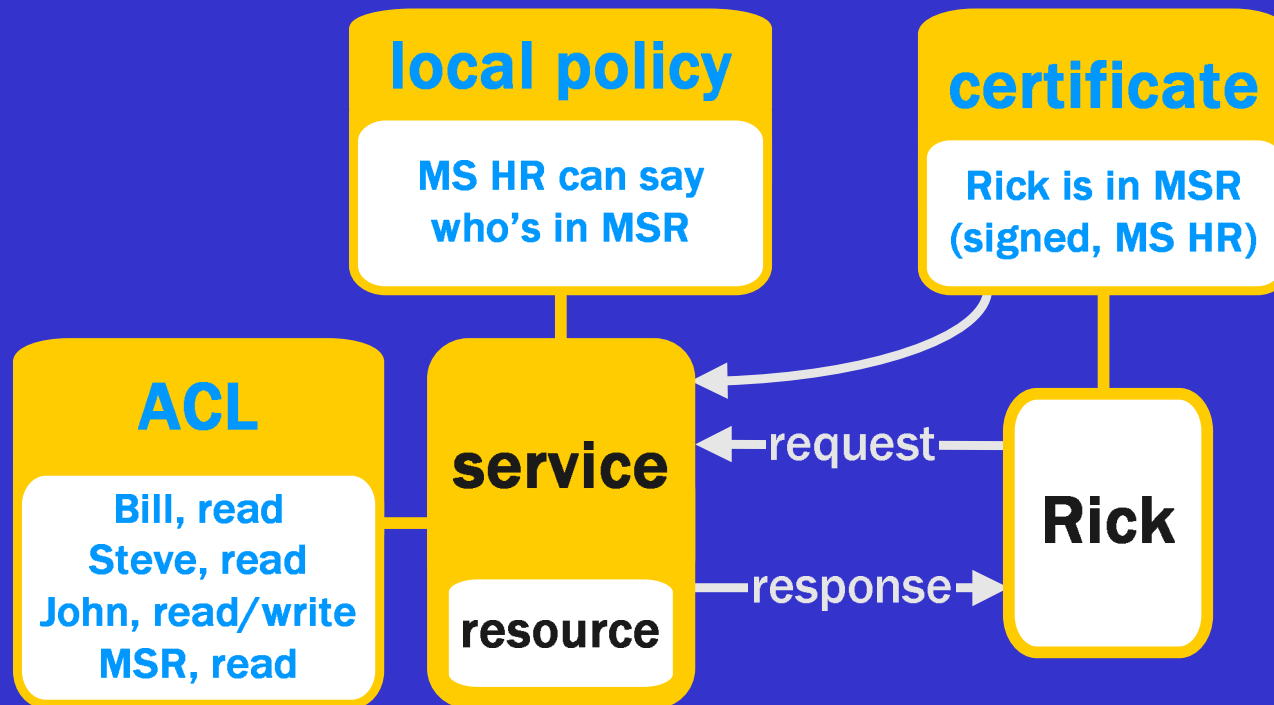 local policy
MS HR can say
who's in MSR
certificate
Rick is in MSR
(signed, MS HR)
ACL
Bill, read
Steve, read
John, read/write
MSR, read
service
resource
request
response
Rick